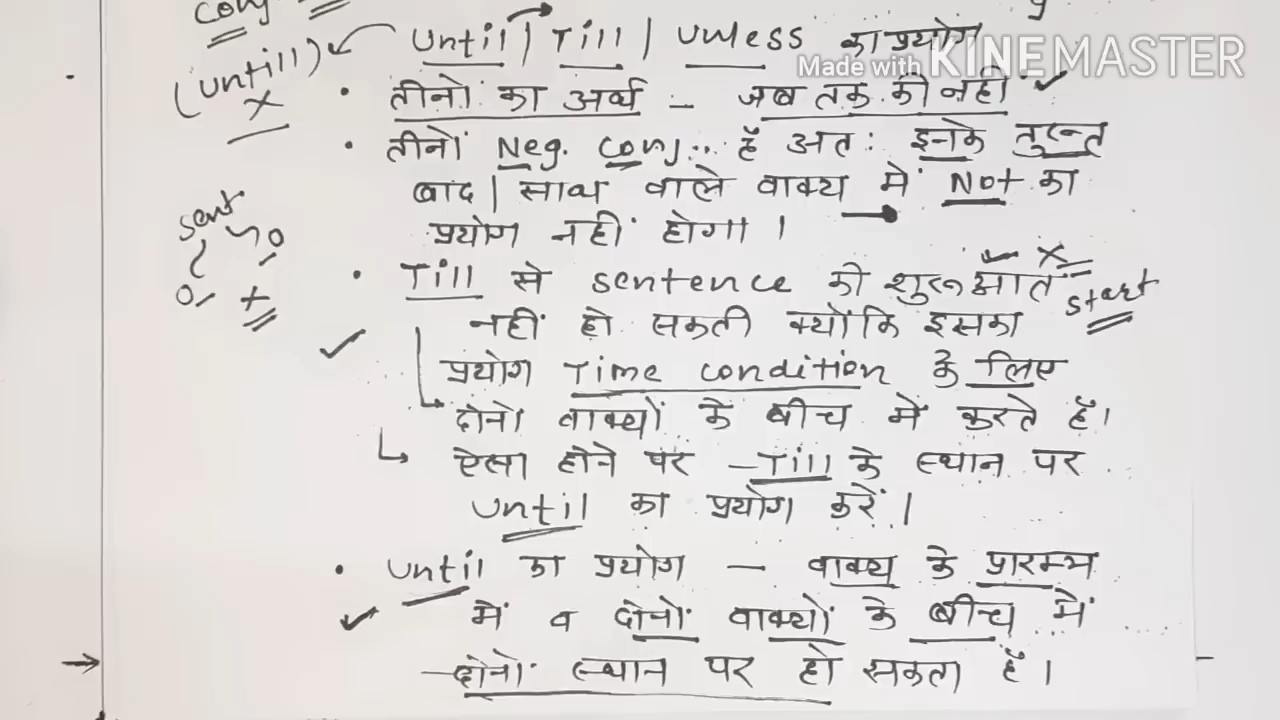 conj
(untill) ×
Until | Till | Unless का प्रयोग
Made with KINEMASTER
• तीनों का अर्थ – जब तक की नहीं ✓
• तीनों Neg. Conj.. हैं अतः इनके तुरन्त
बाद | साथ वाले वाक्य में Not का
प्रयोग नहीं होगा ।
sent
• Till से sentence की शुरूआत
start
नहीं हो सकती क्योंकि इसका
प्रयोग Time condition के लिए
दोनों वाक्यों के बीच में करते हैं।
ऐसा होने पर – Till के स्थान पर
until का प्रयोग करें ।
• Until का प्रयोग — वाक्य के प्रारम्भ
में व दोनों वाक्यों के बीच में
दोनों स्थान पर हो सकता है ।